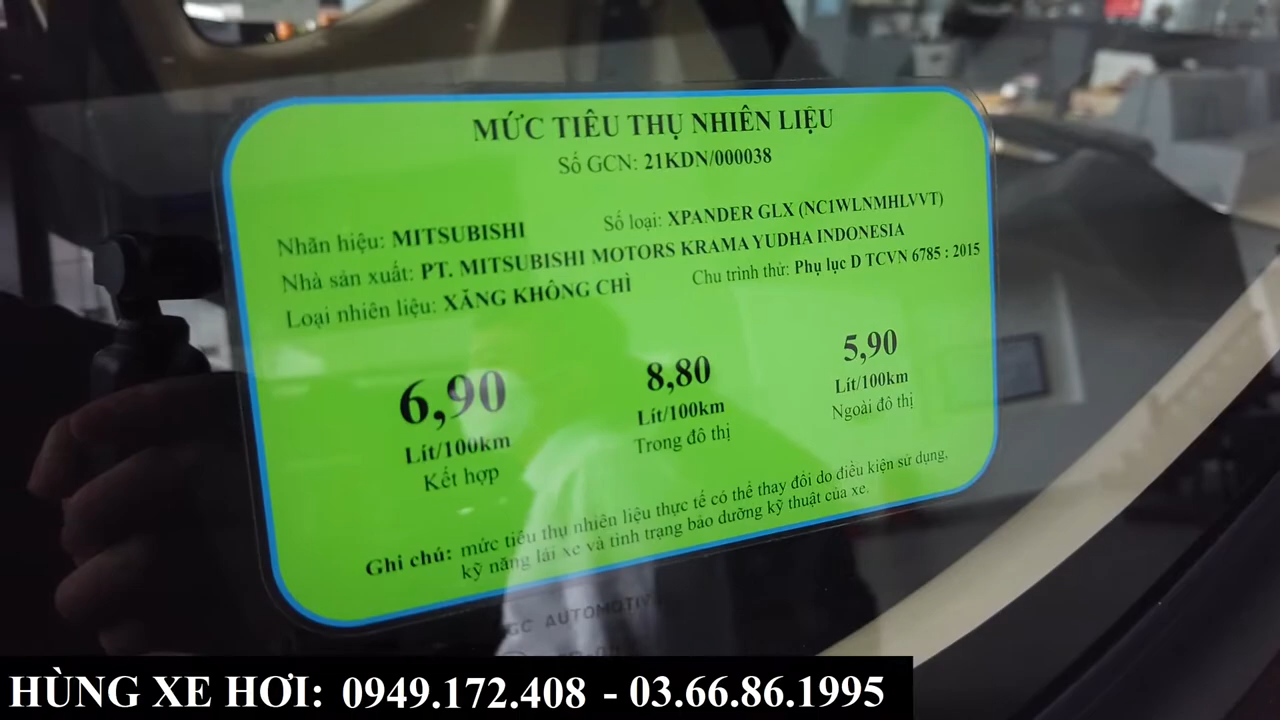 MỨC TIÊU THỤ NHIÊN LIỆU
Số GCN: 21KDN/000038
Nhãn hiệu: MITSUBISHI Số loại: XPANDER GLX (NC1WLNMHLVVT)
Nhà sản xuất: PT. MITSUBISHI MOTORS KRAMA YUDHA INDONESIA
Loại nhiên liệu: XĂNG KHÔNG CHÌ Chu trình thử: Phụ lục D TCVN 6785 : 2015
6,90 8,80 5,90
Lít/100km Lít/100km Lít/100km
Kết hợp Trong đô thị Ngoài đô thị
Ghi chú: mức tiêu thụ nhiên liệu thực tế có thể thay đổi do điều kiện sử dụng,
kỹ năng lái xe và tình trạng bảo dưỡng kỹ thuật của xe.
GC AUTOMOTIV
HÙNG XE HƠI: 0949.172.408 - 03.66.86.1995